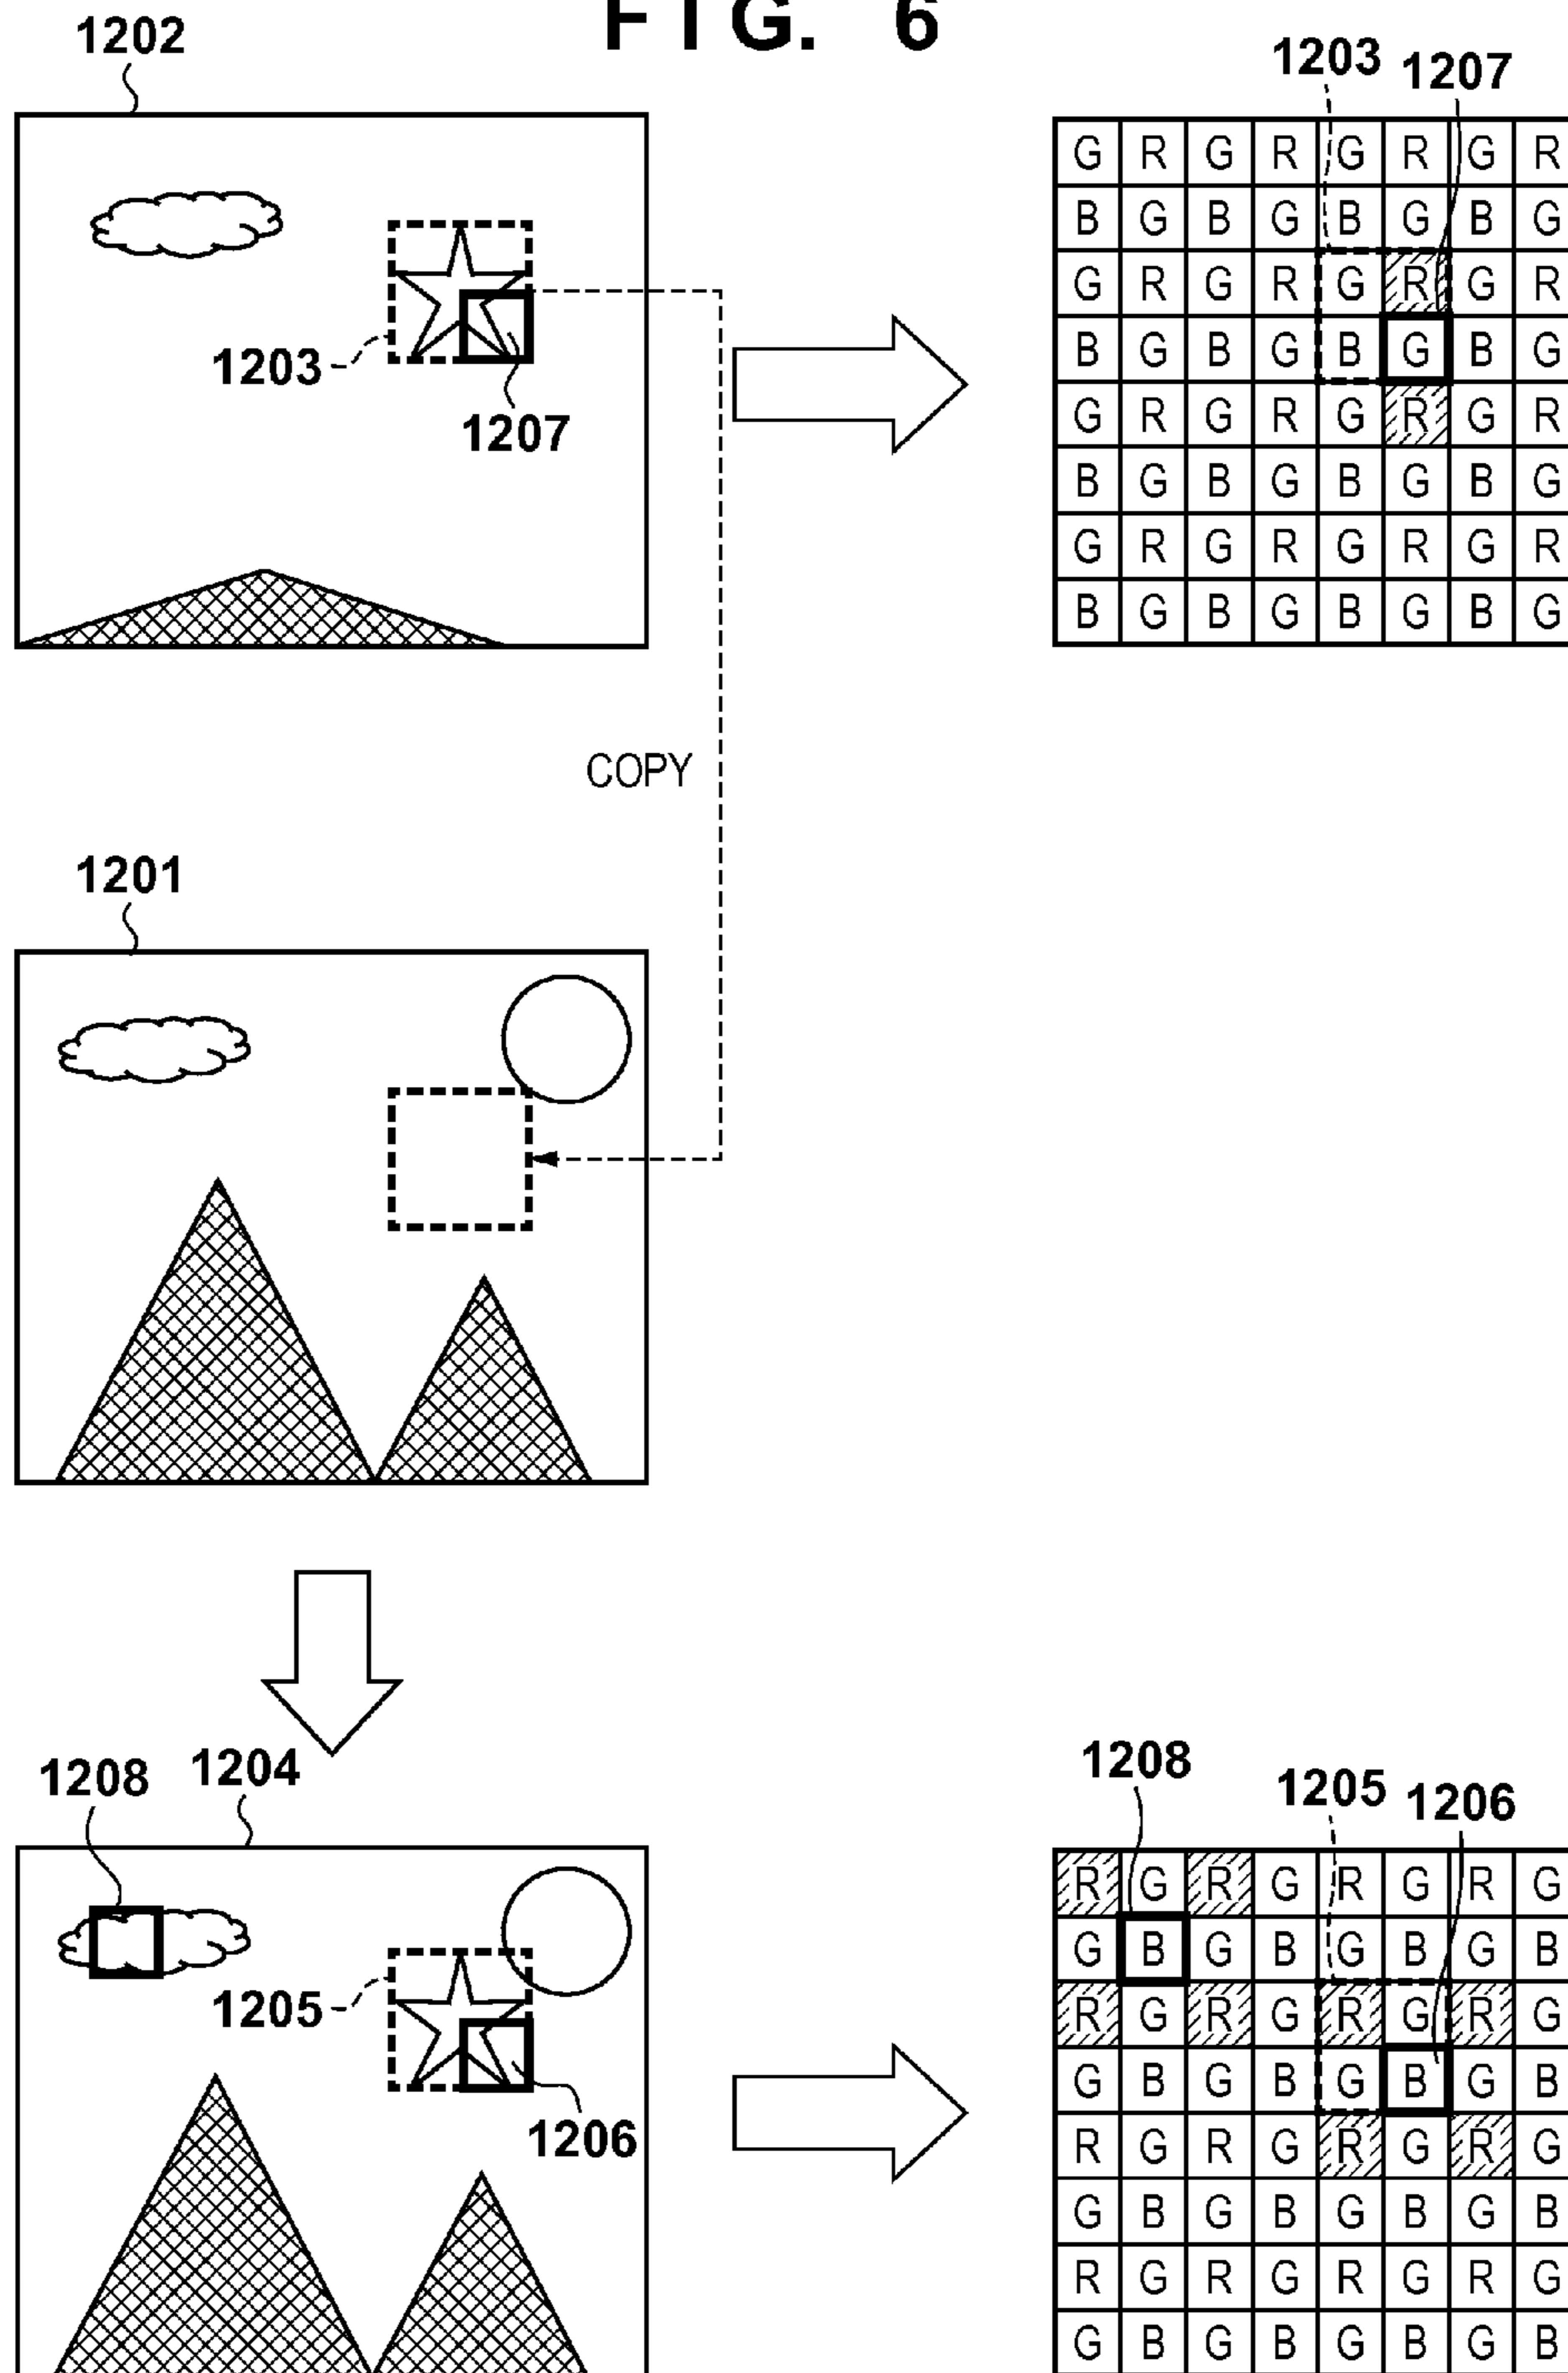 FIG. 6
1202
1203 1207
G R G R G R G R
B G B G B G B G
G R G R G R G R
B G B G B G B G
G R G R G R G R
B G B G B G B G
G R G R G R G R
B G B G B G B G
1203
1207
COPY
1201
1208 1204
1205
1206
1208 1205 1206
R G R G R G R G
G B G B G B G B
R G R G R G R G
G B G B G B G B
R G R G R G R G
G B G B G B G B
R G R G R G R G
G B G B G B G B